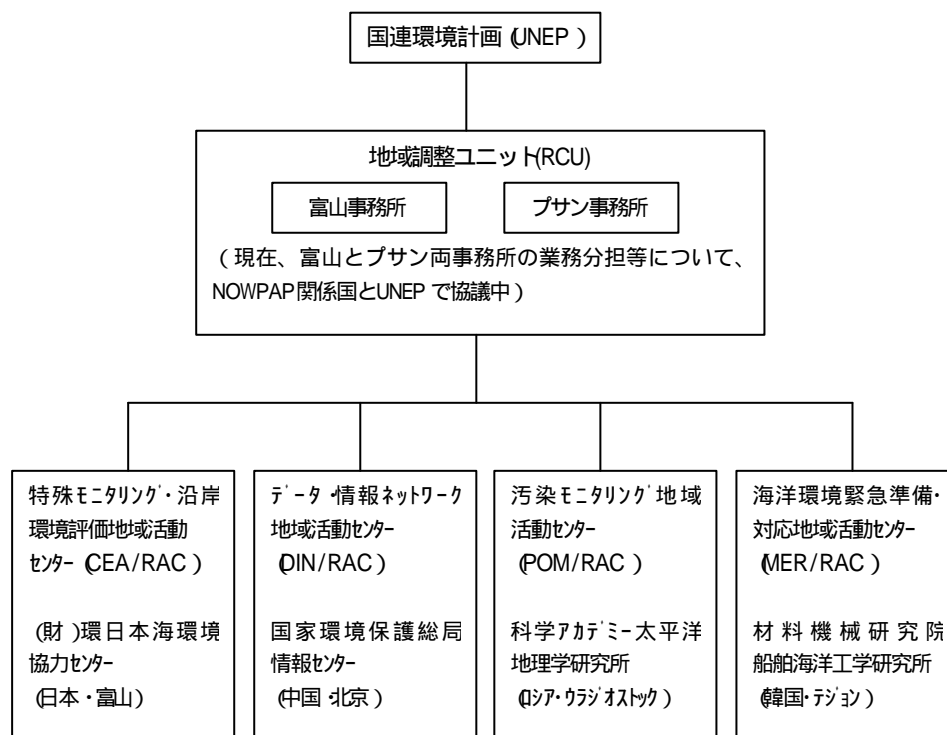 国連環境計画(UNEP)
地域調整ユニット(RCU)
富山事務所
プサン事務所
(現在、富山とプサン両事務所の業務分担等について、
NOWPAP関係国とUNEPで協議中)
特殊モニタリング・沿岸
環境評価地域活動
センター(CEA/RAC)
(財)環日本海環境
協力センター
(日本・富山)
データ・情報ネットワーク
地域活動センター
(DIN/RAC)
国家環境保護総局
情報センター
(中国・北京)
汚染モニタリング地域
活動センター
(POM/RAC)
科学アカデミー太平洋
地理学研究所
(ロシア・ウラジオストック)
海洋環境緊急準備・
対応地域活動センター
(MER/RAC)
材料機械研究院
船舶海洋工学研究所
(韓国・テジョン)